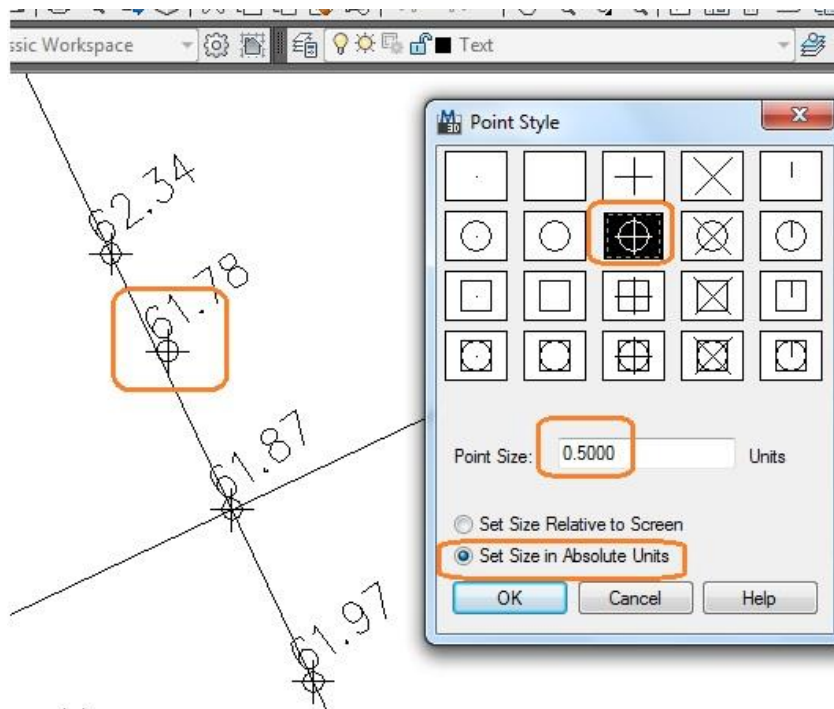 ssic Workspace
Text
Point Style
62.34
61.78
61.87
61.97
Point Size: 0.5000 Units
Set Size Relative to Screen
Set Size in Absolute Units
OK Cancel Help